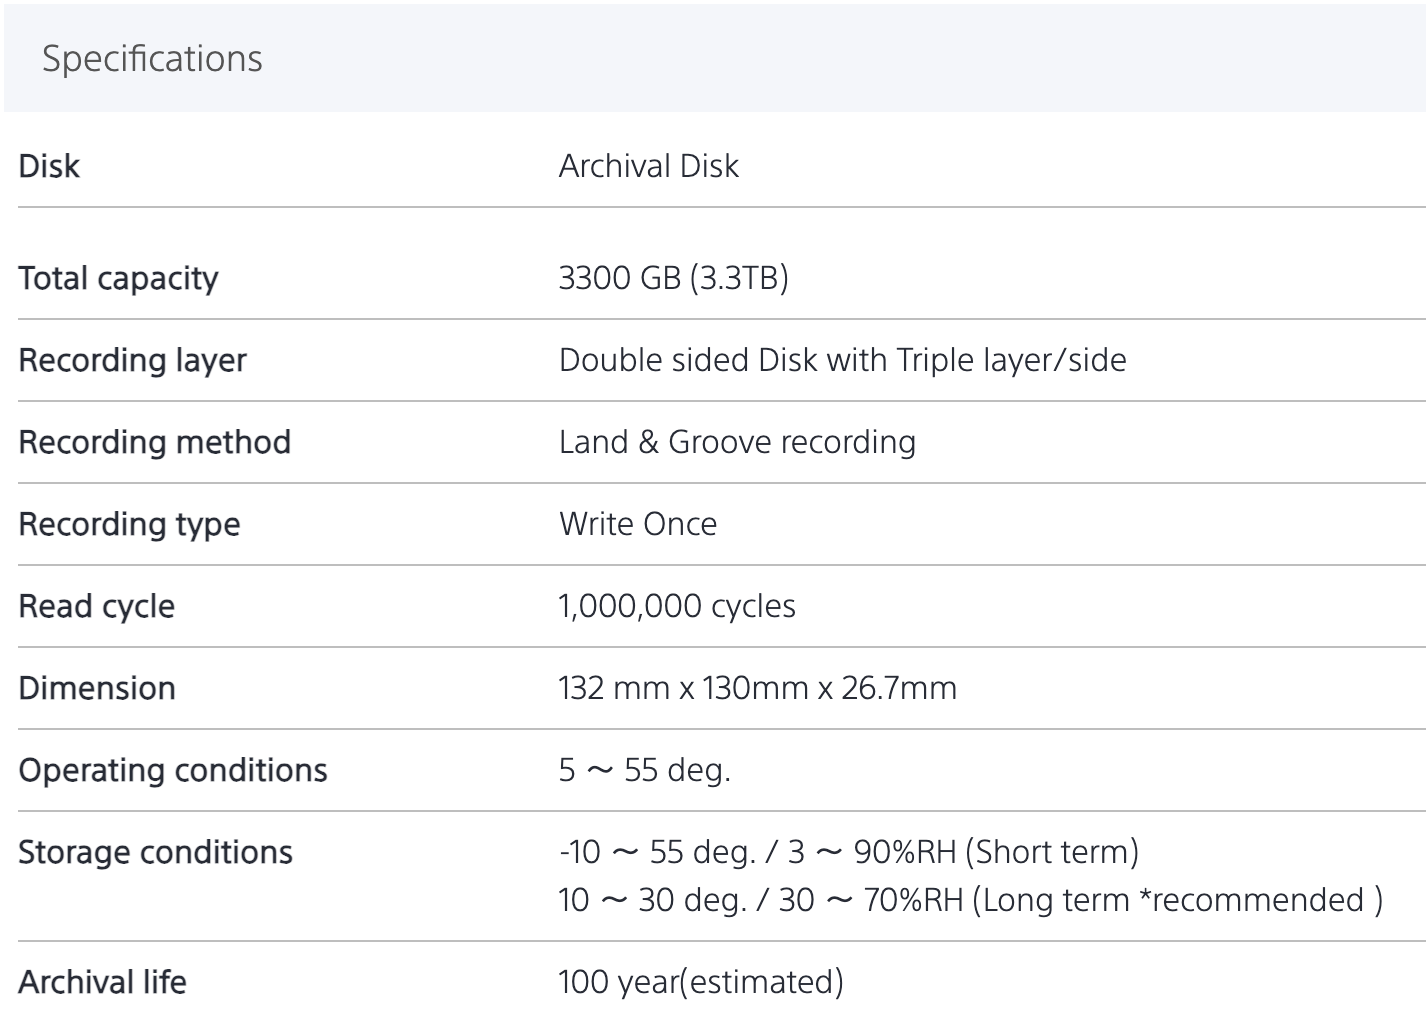 Specifications
Disk Archival Disk
Total capacity 3300 GB (3.3TB)
Recording layer Double sided Disk with Triple layer/side
Recording method Land & Groove recording
Recording type Write Once
Read cycle 1,000,000 cycles
Dimension 132 mm x 130mm x 26.7mm
Operating conditions 5 ～ 55 deg.
Storage conditions -10 ～ 55 deg. / 3 ～ 90%RH (Short term)
10 ～ 30 deg. / 30 ～ 70%RH (Long term *recommended )
Archival life 100 year(estimated)